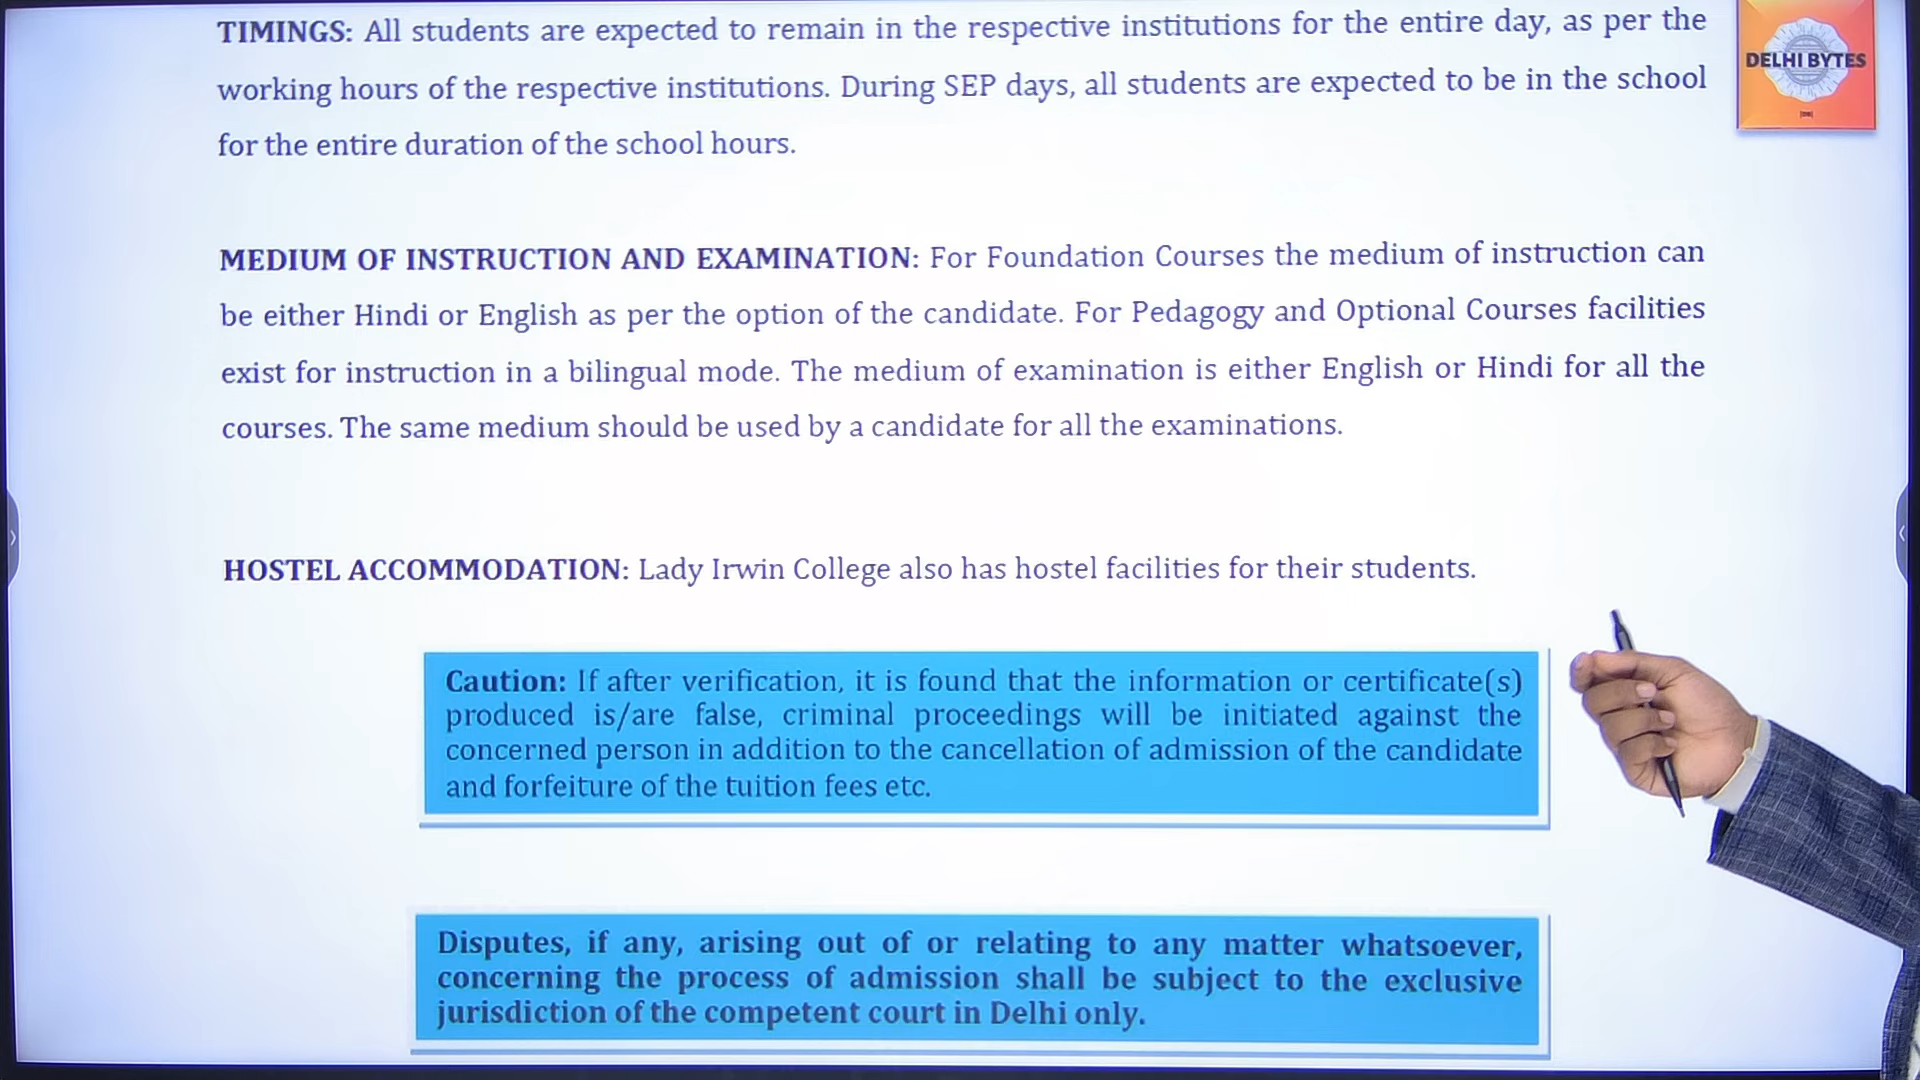 TIMINGS: All students are expected to remain in the respective institutions for the entire day, as per the
working hours of the respective institutions. During SEP days, all students are expected to be in the school
for the entire duration of the school hours.
DELHI BYTES
MEDIUM OF INSTRUCTION AND EXAMINATION: For Foundation Courses the medium of instruction can
be either Hindi or English as per the option of the candidate. For Pedagogy and Optional Courses facilities
exist for instruction in a bilingual mode. The medium of examination is either English or Hindi for all the
courses. The same medium should be used by a candidate for all the examinations.
HOSTEL ACCOMMODATION: Lady Irwin College also has hostel facilities for their students.
Caution: If after verification, it is found that the information or certificate(s)
produced is/are false, criminal proceedings will be initiated against the
concerned person in addition to the cancellation of admission of the candidate
and forfeiture of the tuition fees etc.
Disputes, if any, arising out of or relating to any matter whatsoever,
concerning the process of admission shall be subject to the exclusive
jurisdiction of the competent court in Delhi only.